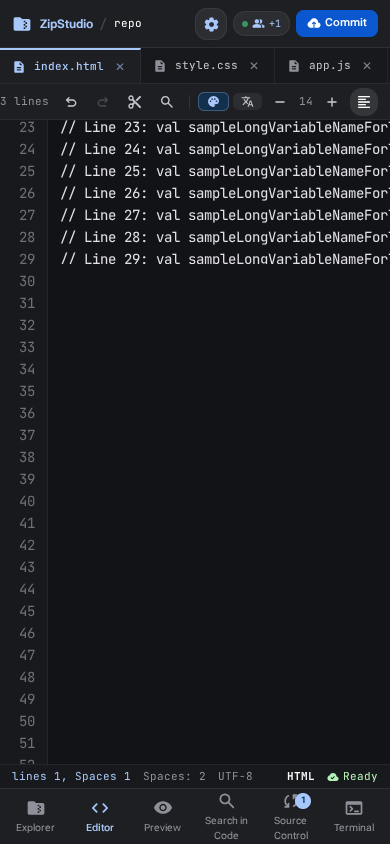 ZipStudio / repo +1 Commit
index.html × style.css × app.js ×
3 lines 14
23 // Line 23: val sampleLongVariableNameFor
24 // Line 24: val sampleLongVariableNameFor
25 // Line 25: val sampleLongVariableNameFor
26 // Line 26: val sampleLongVariableNameFor
27 // Line 27: val sampleLongVariableNameFor
28 // Line 28: val sampleLongVariableNameFor
29 // Line 29: val sampleLongVariableNameFor
30
31
32
33
34
35
36
37
38
39
40
41
42
43
44
45
46
47
48
49
50
51
52
lines 1, Spaces 1 Spaces: 2 UTF-8 HTML Ready
1
Explorer Editor Preview Search in Code Source Control Terminal